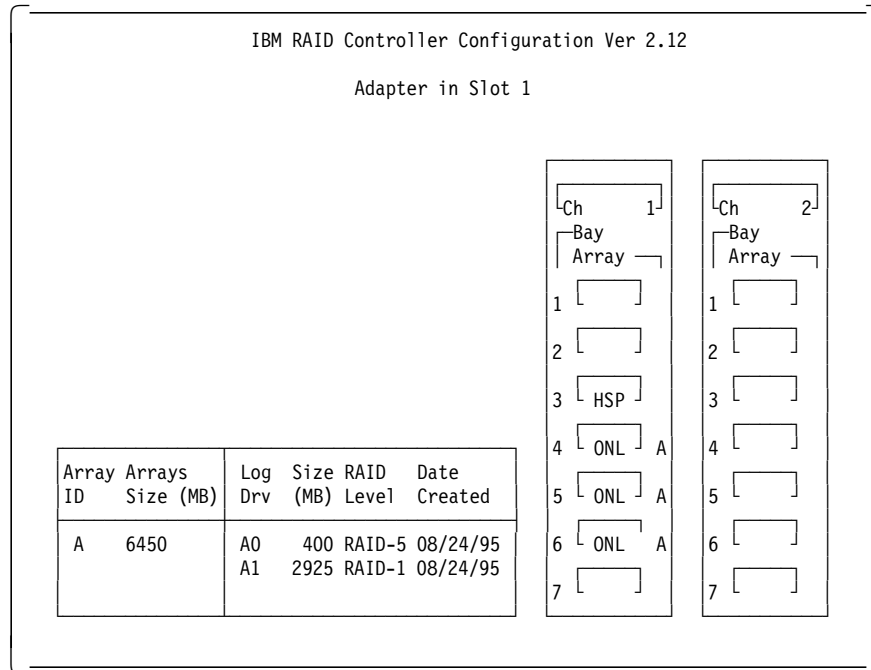 IBM RAID Controller Configuration Ver 2.12
Adapter in Slot 1
Ch 1
Bay
Array
1
2
3 HSP
4 ONL A
5 ONL A
6 ONL A
7
Ch 2
Bay
Array
1
2
3
4
5
6
7
Array Arrays Log Size RAID Date
ID Size (MB) Drv (MB) Level Created
A 6450 A0 400 RAID-5 08/24/95
A1 2925 RAID-1 08/24/95